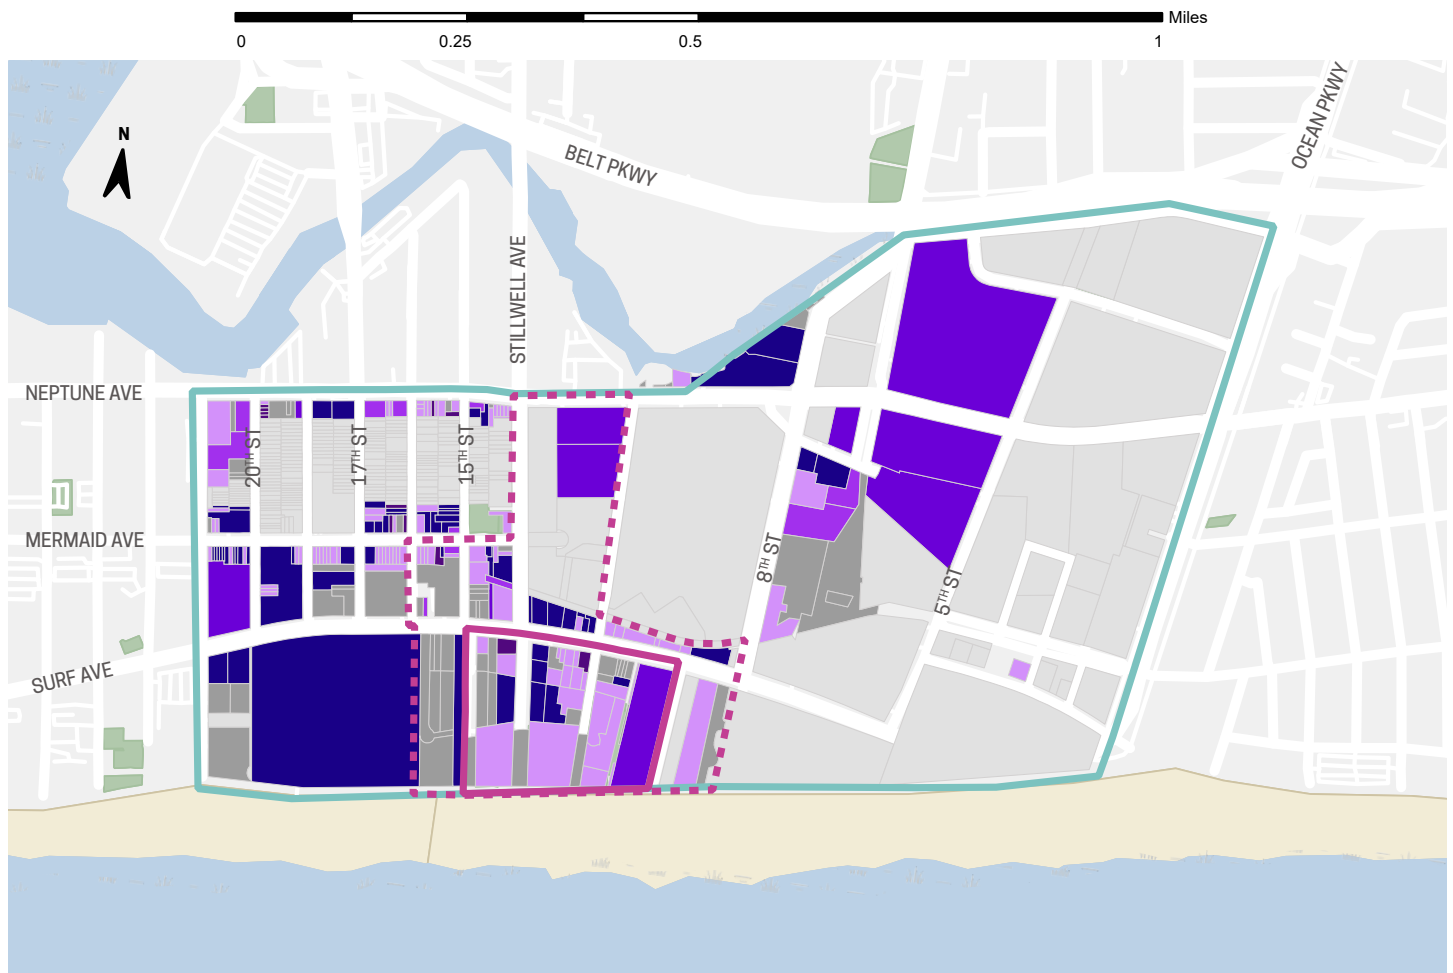 Miles
0 0.25 0.5 1
N
OCEAN PKWY
BELT PKWY
STILLWELL AVE
NEPTUNE AVE
20TH ST
17TH ST
15TH ST
MERMAID AVE
8TH ST
5TH ST
SURF AVE